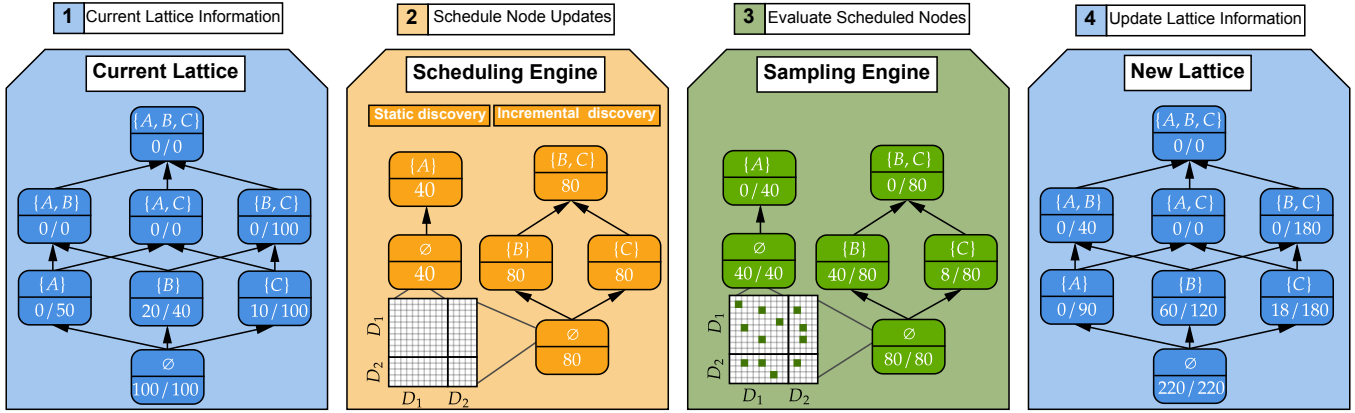 1 Current Lattice Information
Current Lattice
{A, B, C}
0/0
{A, B} {A, C} {B, C}
0/0 0/0 0/100
{A} {B} {C}
0/50 20/40 10/100
∅
100/100
2 Schedule Node Updates
Scheduling Engine
Static discovery Incremental discovery
{A} {B, C}
40 80
∅ {B} {C}
40 80 80
∅
80
D1
D2
D1 D2
3 Evaluate Scheduled Nodes
Sampling Engine
{A} {B, C}
0/40 0/80
∅ {B} {C}
40/40 40/80 8/80
∅
80/80
D1
D2
D1 D2
4 Update Lattice Information
New Lattice
{A, B, C}
0/0
{A, B} {A, C} {B, C}
0/40 0/0 0/180
{A} {B} {C}
0/90 60/120 18/180
∅
220/220